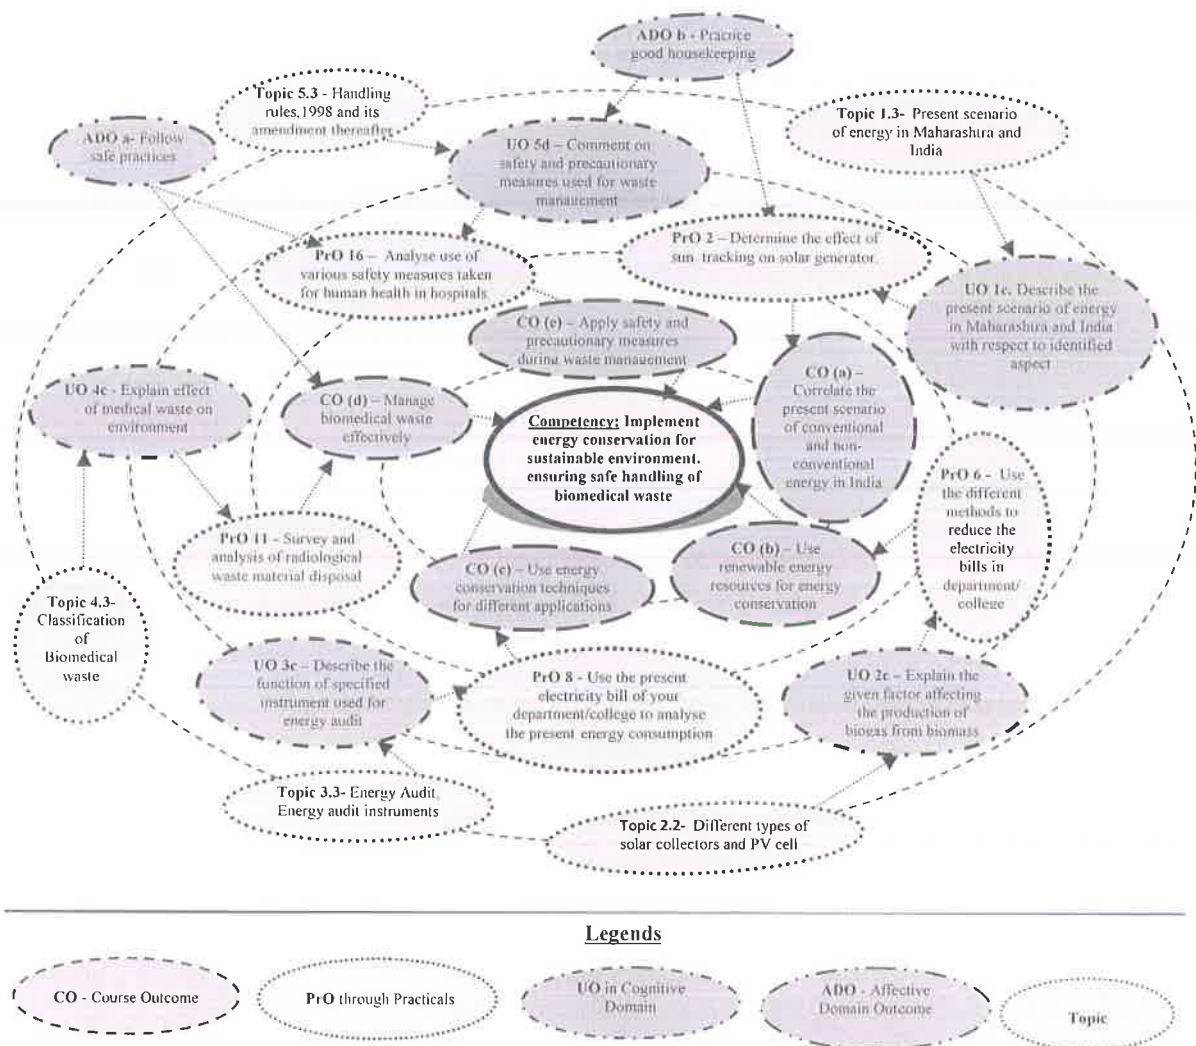 ADO b - Practice
good housekeeping
Topic 5.3 - Handling
rules,1998 and its
amendment thereafter
Topic 1.3- Present scenario
of energy in Maharashtra and
India
ADO a- Follow
safe practices
UO 5d – Comment on
safety and precautionary
measures used for waste
management
PrO 16 – Analyse use of
various safety measures taken
for human health in hospitals
PrO 2 – Determine the effect of
sun tracking on solar generator.
UO 1c. Describe the
present scenario of energy
in Maharashtra and India
with respect to identified
aspect
CO (e) – Apply safety and
precautionary measures
during waste management
UO 4c - Explain effect
of medical waste on
environment
CO (d) – Manage
biomedical waste
effectively
CO (a) –
Correlate the
present scenario
of conventional
and non-
conventional
energy in India
Competency: Implement
energy conservation for
sustainable environment.
ensuring safe handling of
biomedical waste
PrO 6 - Use
the different
methods to
reduce the
electricity
bills in
department/
college
PrO 11 - Survey and
analysis of radiological
waste material disposal
CO (c) – Use energy
conservation techniques
for different applications
CO (b) – Use
renewable energy
resources for energy
conservation
Topic 4.3-
Classification
of
Biomedical
waste
UO 3c – Describe the
function of specified
instrument used for
energy audit
PrO 8 - Use the present
electricity bill of your
department/college to analyse
the present energy consumption
UO 2c – Explain the
given factor affecting
the production of
biogas from biomass
Topic 3.3- Energy Audit,
Energy audit instruments
Topic 2.2- Different types of
solar collectors and PV cell
Legends
CO - Course Outcome
PrO through Practicals
UO in Cognitive
Domain
ADO - Affective
Domain Outcome
Topic